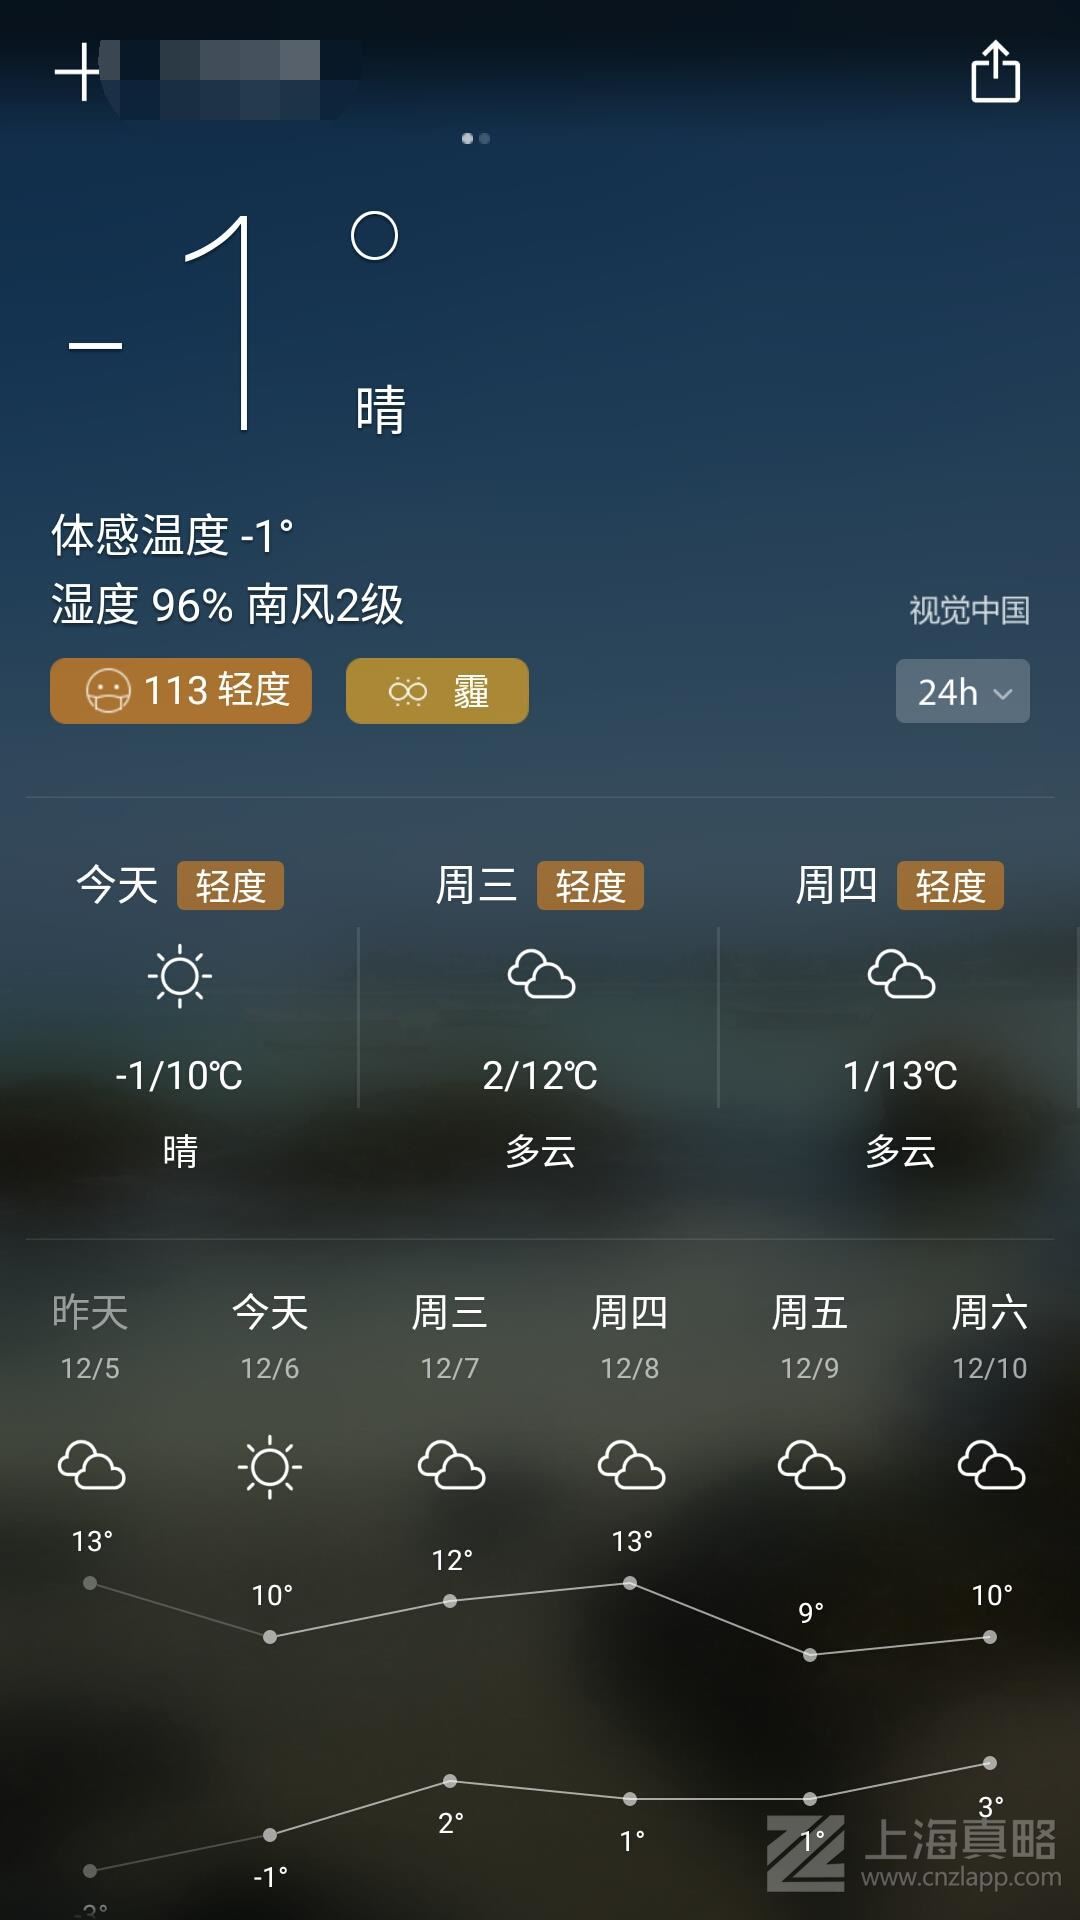 -1°
晴
体感温度 -1°
湿度 96% 南风2级
视觉中国
113 轻度 霾 24h
今天 轻度 周三 轻度 周四 轻度
-1/10℃ 2/12℃ 1/13℃
晴 多云 多云
昨天 今天 周三 周四 周五 周六
12/5 12/6 12/7 12/8 12/9 12/10
13° 10° 12° 13° 9° 10°
-3° -1° 2° 1° 1° 3°
上海真略
www.cnzlapp.com